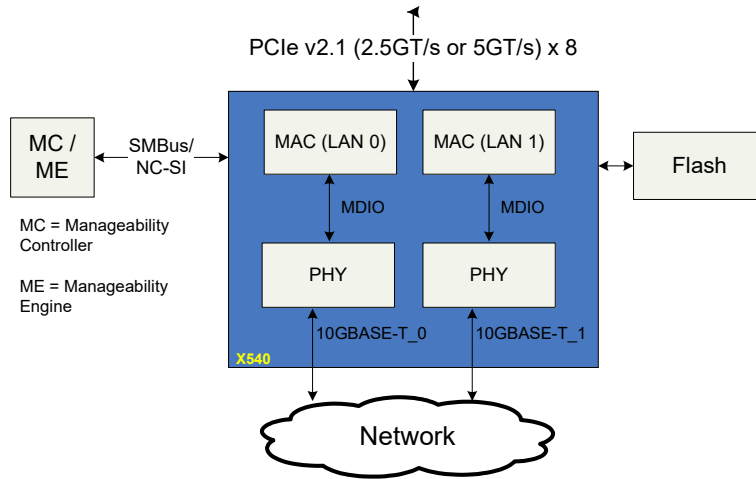 PCIe v2.1 (2.5GT/s or 5GT/s) x 8
MC /
ME
SMBus/
NC-SI
MAC (LAN 0)
MAC (LAN 1)
Flash
MDIO
MDIO
MC = Manageability
Controller
ME = Manageability
Engine
PHY
PHY
10GBASE-T_0
10GBASE-T_1
X540
Network